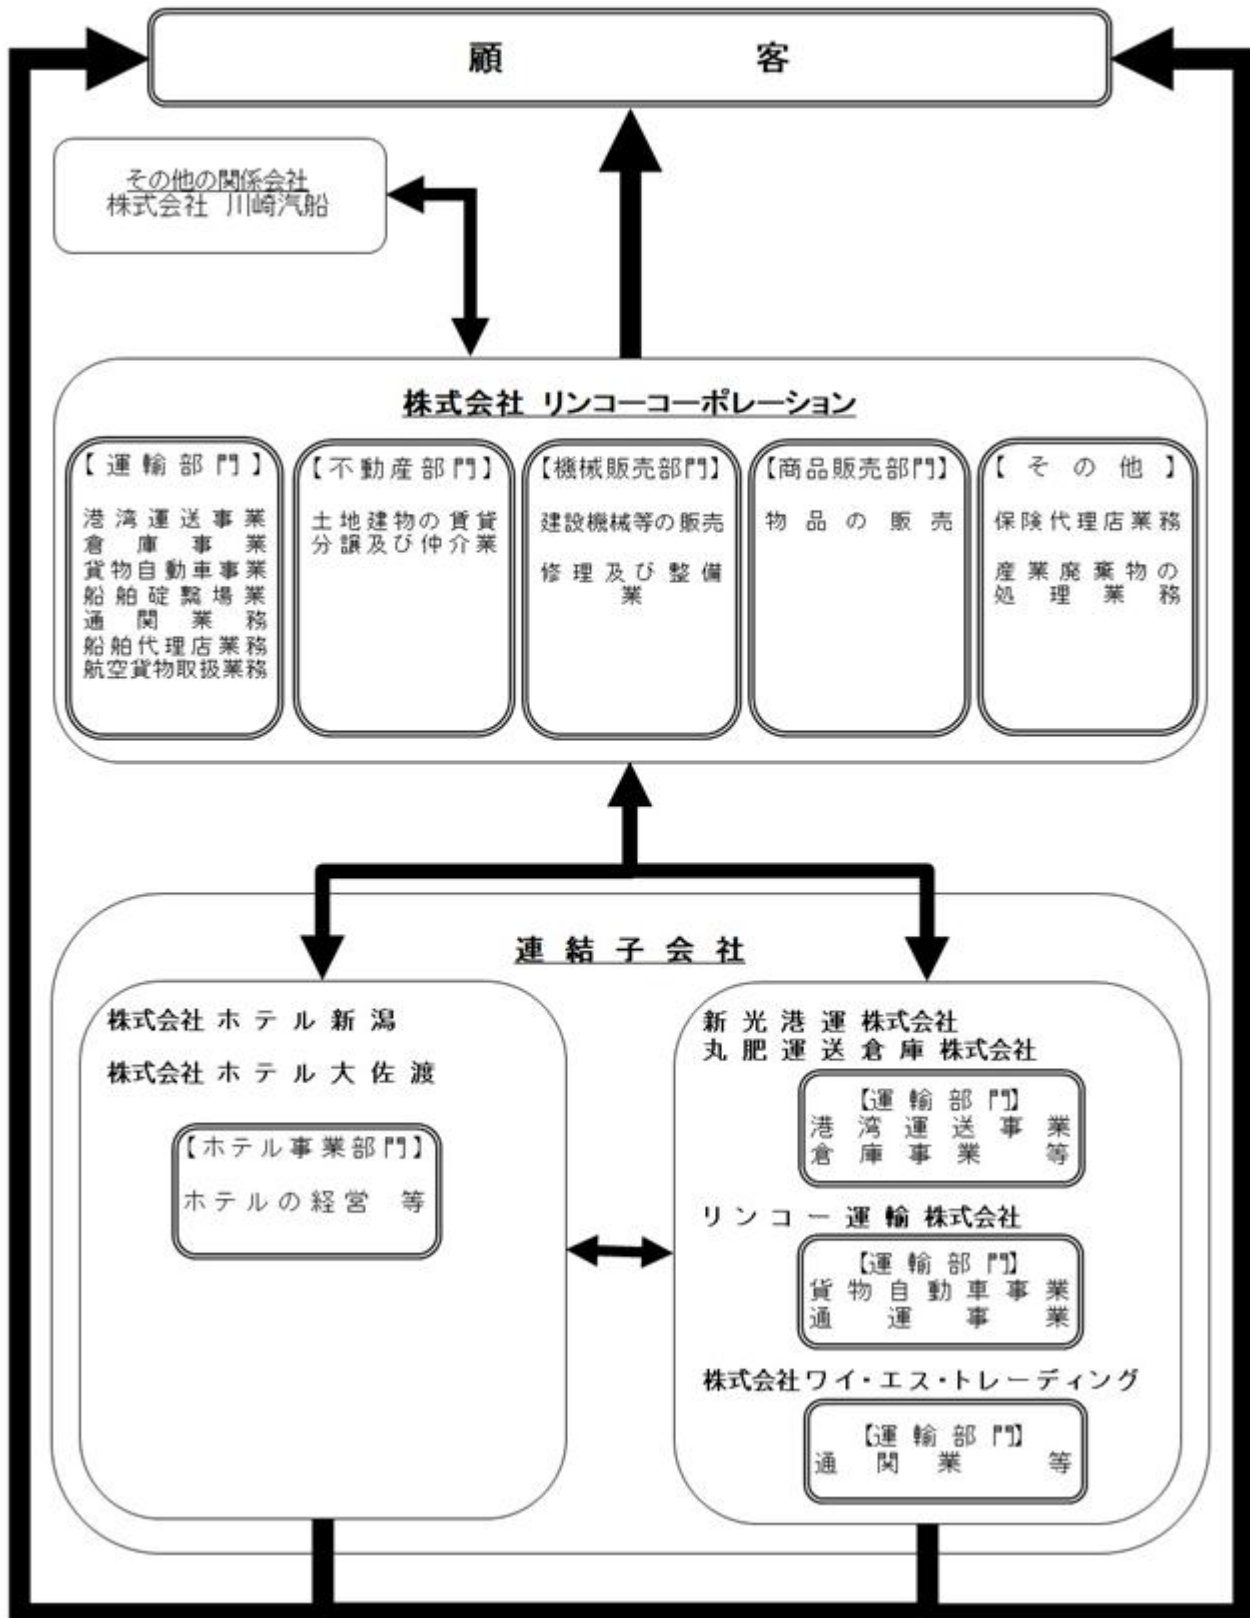 顧客
その他の関係会社
株式会社 川崎汽船
株式会社 リンコーコーポレーション
【運輸部門】
港湾運送事業
倉庫事業
貨物自動車事業
船舶碇繋場業
通関業務
船舶代理店業務
航空貨物取扱業務
【不動産部門】
土地建物の賃貸
分譲及び仲介業
【機械販売部門】
建設機械等の販売
修理及び整備
業
【商品販売部門】
物品の販売
【その他】
保険代理店業務
産業廃棄物の
処理業務
連結子会社
株式会社 ホテル新潟
株式会社 ホテル大佐渡
【ホテル事業部門】
ホテルの経営 等
新光港運 株式会社
丸肥運送倉庫 株式会社
【運輸部門】
港湾運送事業
倉庫事業等
リンコー運輸 株式会社
【運輸部門】
貨物自動車事業
通運事業
株式会社ワイ・エス・トレーディング
【運輸部門】
通関業等